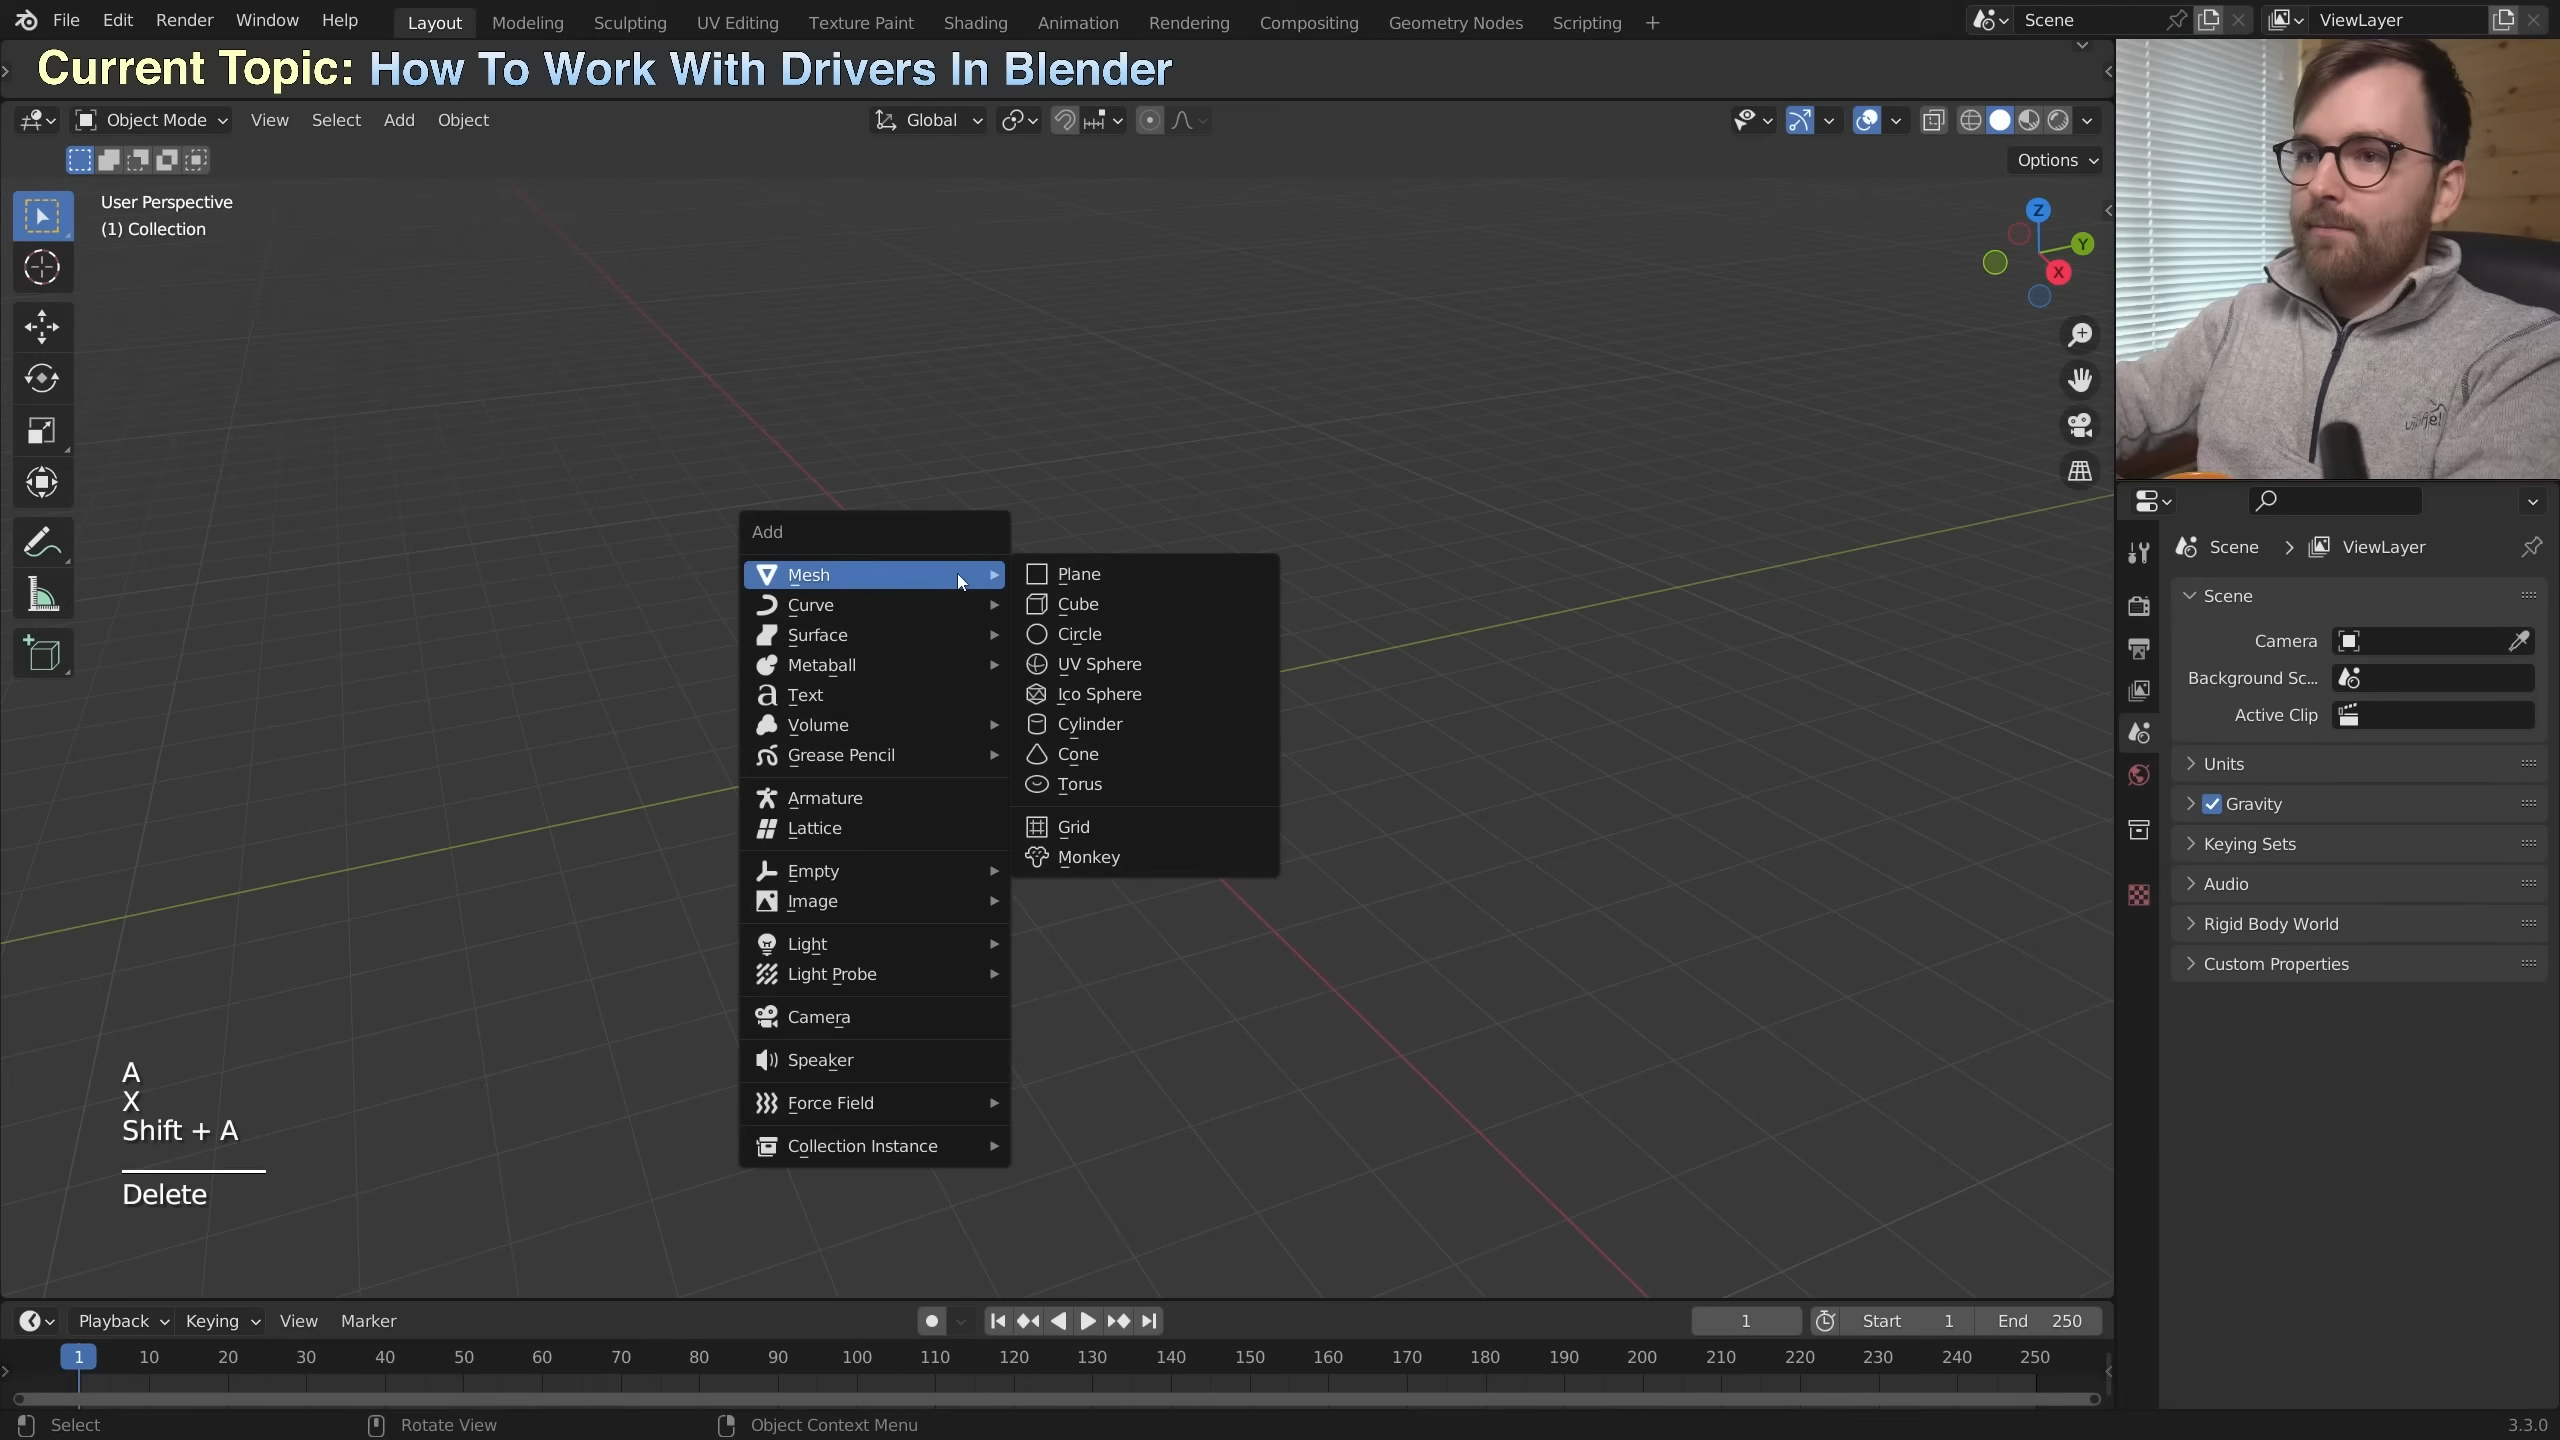 File Edit Render Window Help Layout Modeling Sculpting UV Editing Texture Paint Shading Animation Rendering Compositing Geometry Nodes Scripting + Scene ViewLayer
Current Topic: How To Work With Drivers In Blender
Object Mode View Select Add Object Global
Options
User Perspective
(1) Collection
Z
Y
X
Add
Mesh
Curve
Surface
Metaball
Text
Volume
Grease Pencil
Armature
Lattice
Empty
Image
Light
Light Probe
Camera
Speaker
Force Field
Collection Instance
Plane
Cube
Circle
UV Sphere
Ico Sphere
Cylinder
Cone
Torus
Grid
Monkey
Scene > ViewLayer
Scene
Camera
Background Sc...
Active Clip
Units
Gravity
Keying Sets
Audio
Rigid Body World
Custom Properties
A
X
Shift + A
Delete
Playback Keying View Marker 1 Start 1 End 250
1 10 20 30 40 50 60 70 80 90 100 110 120 130 140 150 160 170 180 190 200 210 220 230 240 250
Select Rotate View Object Context Menu 3.3.0